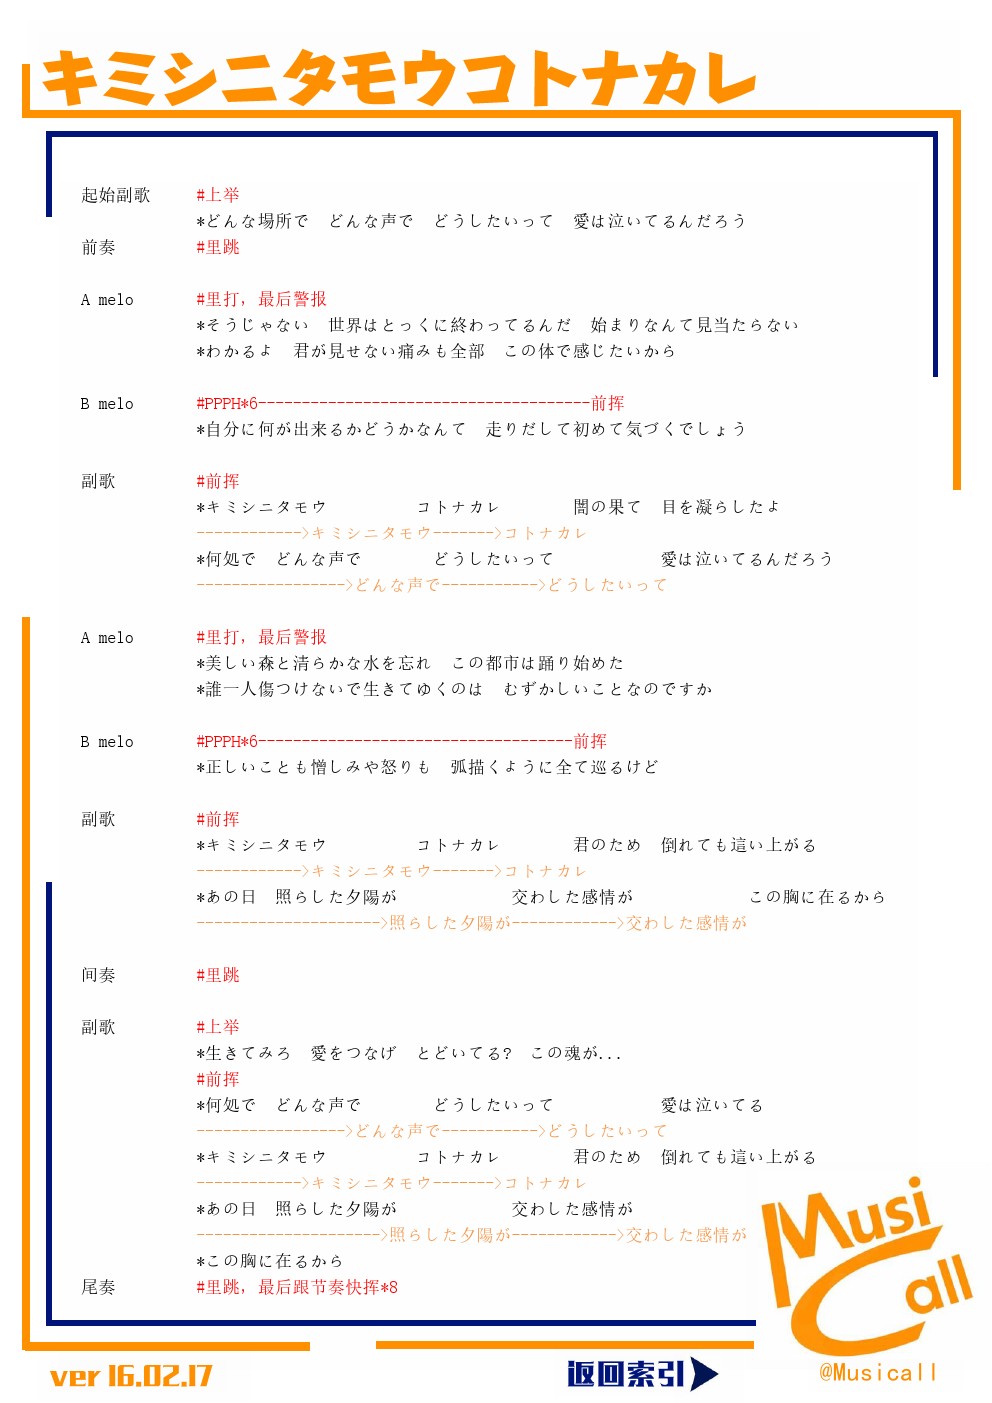 キミシニタモウコトナカレ
起始副歌 #上举
*どんな場所で どんな声で どうしたいって 愛は泣いてるんだろう
前奏 #里跳
A melo #里打，最后警报
*そうじゃない 世界はとっくに終わってるんだ 始まりなんて見当たらない
*わかるよ 君が見せない痛みも全部 この体で感じたいから
B melo #PPPH*6--------------------------------------前挥
*自分に何が出来るかどうかなんて 走りだして初めて気づくでしょう
副歌 #前挥
*キミシニタモウ コトナカレ 闇の果て 目を凝らしたよ
------------>キミシニタモウ------->コトナカレ
*何処で どんな声で どうしたいって 愛は泣いてるんだろう
----------------->どんな声で----------->どうしたいって
A melo #里打，最后警报
*美しい森と清らかな水を忘れ この都市は踊り始めた
*誰一人傷つけないで生きてゆくのは むずかしいことなのですか
B melo #PPPH*6------------------------------------前挥
*正しいことも憎しみや怒りも 弧描くように全て巡るけど
副歌 #前挥
*キミシニタモウ コトナカレ 君のため 倒れても這い上がる
------------>キミシニタモウ------->コトナカレ
*あの日 照らした夕陽が 交わした感情が この胸に在るから
--------------------->照らした夕陽が------------>交わした感情が
间奏 #里跳
副歌 #上举
*生きてみろ 愛をつなげ とどいてる? この魂が...
#前挥
*何処で どんな声で どうしたいって 愛は泣いてる
----------------->どんな声で----------->どうしたいって
*キミシニタモウ コトナカレ 君のため 倒れても這い上がる
------------>キミシニタモウ------->コトナカレ
*あの日 照らした夕陽が 交わした感情が
--------------------->照らした夕陽が------------>交わした感情が
*この胸に在るから
尾奏 #里跳，最后跟节奏快挥*8
Musi
Call
ver 16.02.17
返回索引
@Musicall